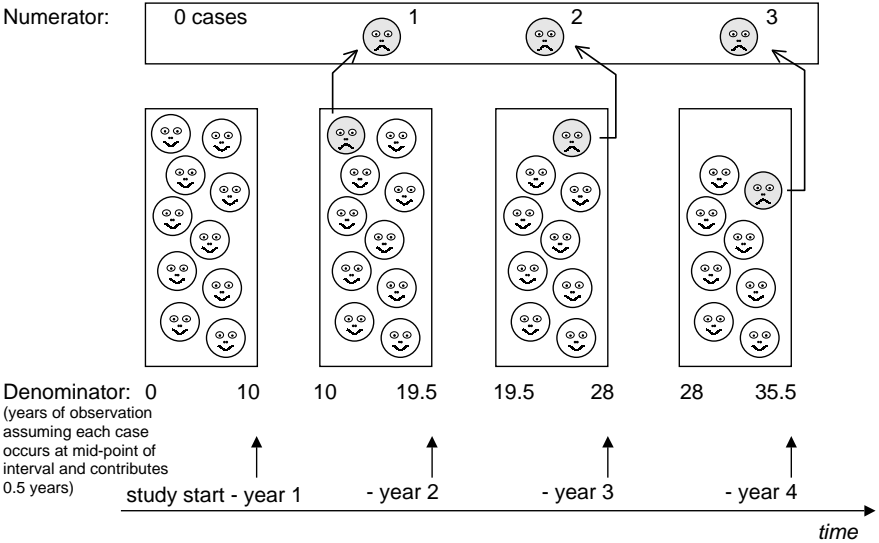 Numerator: 0 cases 1 2 3
Denominator: 0 10 10 19.5 19.5 28 28 35.5
(years of observation
assuming each case
occurs at mid-point of
interval and contributes
0.5 years)
study start - year 1 - year 2 - year 3 - year 4
time